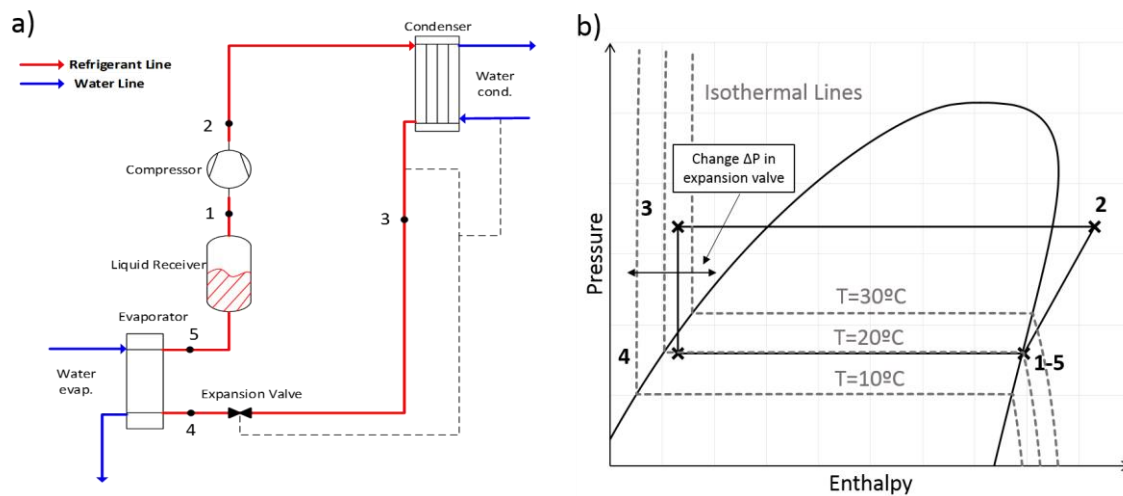 a)
Refrigerant Line
Water Line
Condenser
Water
cond.
2
Compressor
1
3
Liquid Receiver
Evaporator
5
Water
evap.
Expansion Valve
4
b)
Isothermal Lines
Change ΔP in
expansion valve
3
2
Pressure
T=30ºC
T=20ºC
4
1-5
T=10ºC
Enthalpy